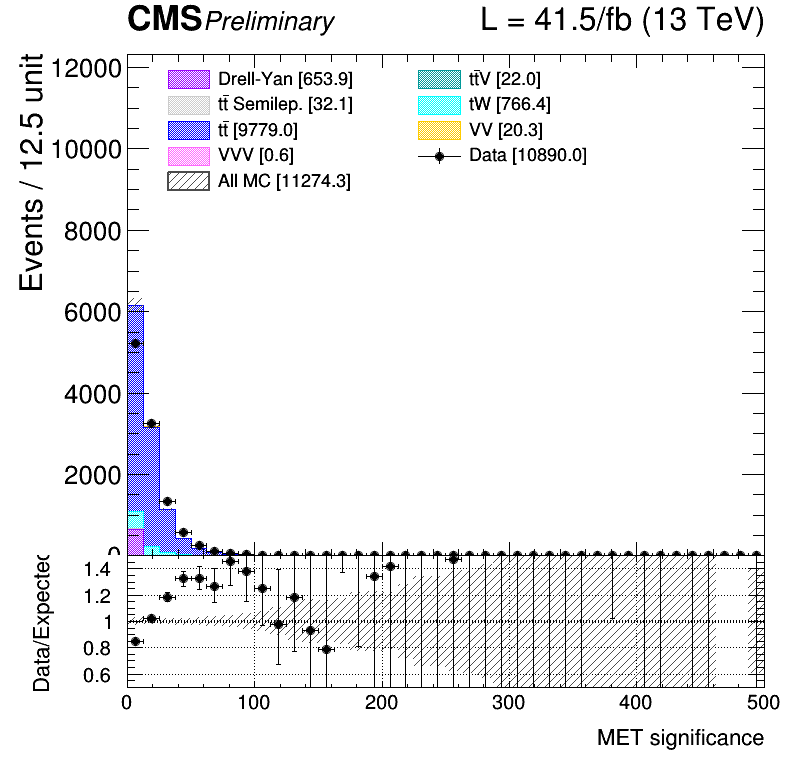 CMS Preliminary L = 41.5/fb (13 TeV)
Events / 12.5 unit
12000
10000
8000
6000
4000
2000
0
Drell-Yan [653.9]
tt̄ Semilep. [32.1]
tt̄ [9779.0]
VVV [0.6]
All MC [11274.3]
tt̄V [22.0]
tW [766.4]
VV [20.3]
Data [10890.0]
Data/Expected
1.4
1.2
1
0.8
0.6
0 100 200 300 400 500
MET significance